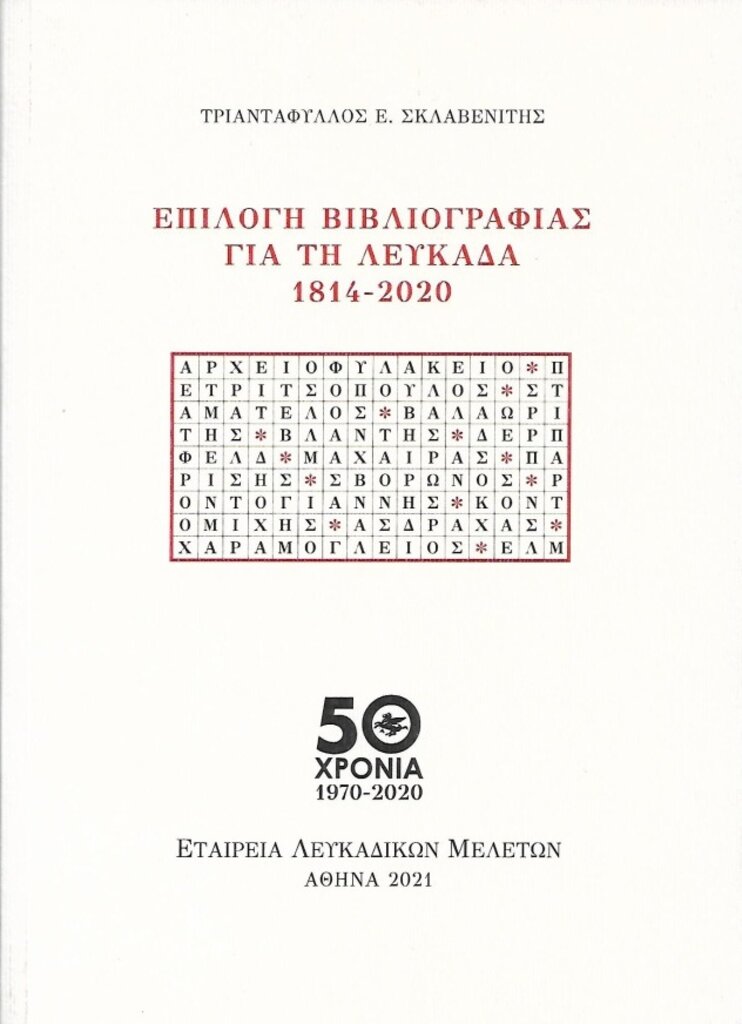 ΤΡΙΑΝΤΑΦΥΛΛΟΣ Ε. ΣΚΛΑΒΕΝΙΤΗΣ
ΕΠΙΛΟΓΗ ΒΙΒΛΙΟΓΡΑΦΙΑΣ
ΓΙΑ ΤΗ ΛΕΥΚΑΔΑ
1814-2020
ΑΡΧΕΙΟΦΥΛΑΚΕΙΟ*Π
ΕΤΡΙΤΣΟΠΟΥΛΟΣ*ΣΤ
ΑΜΑΤΕΛΟΣ*ΒΑΛΑΩΡΙ
ΤΗΣ*ΒΛΑΝΤΗΣ*ΔΕΡΠ
ΦΕΛΔ*ΜΑΧΑΙΡΑΣ*ΠΑ
ΡΙΣΗΣ*ΣΒΟΡΩΝΟΣ*Ρ
ΟΝΤΟΓΙΑΝΝΗΣ*ΚΟΝΤ
ΟΜΙΧΗΣ*ΑΣΔΡΑΧΑΣ*
ΧΑΡΑΜΟΓΛΕΙΟΣ*ΕΛΜ
50
ΧΡΟΝΙΑ
1970-2020
ΕΤΑΙΡΕΙΑ ΛΕΥΚΑΔΙΚΩΝ ΜΕΛΕΤΩΝ
ΑΘΗΝΑ 2021